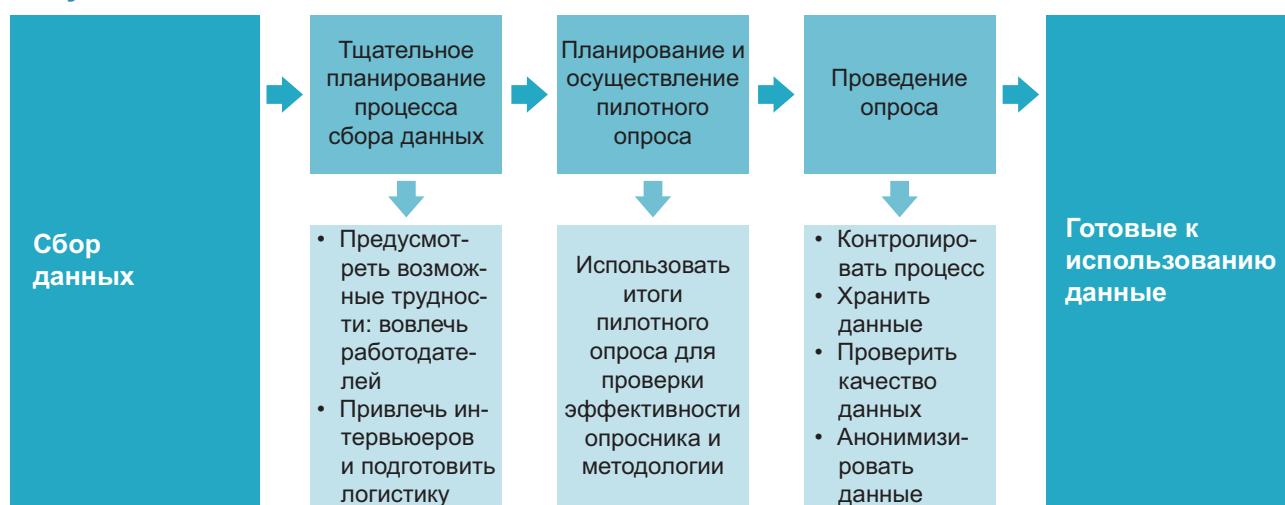 Сбор
данных
Тщательное
планирование
процесса
сбора данных
• Предусмот-
реть возмож-
ные труднос-
ти: вовлечь
работодате-
лей
• Привлечь ин-
тервьюеров
и подготовить
логистику
Планирование и
осуществление
пилотного
опроса
Использовать
итоги
пилотного
опроса для
проверки
эффективности
опросника и
методологии
Проведение
опроса
• Контролиро-
вать процесс
• Хранить
данные
• Проверить
качество
данных
• Анонимизи-
ровать
данные
Готовые к
использованию
данные